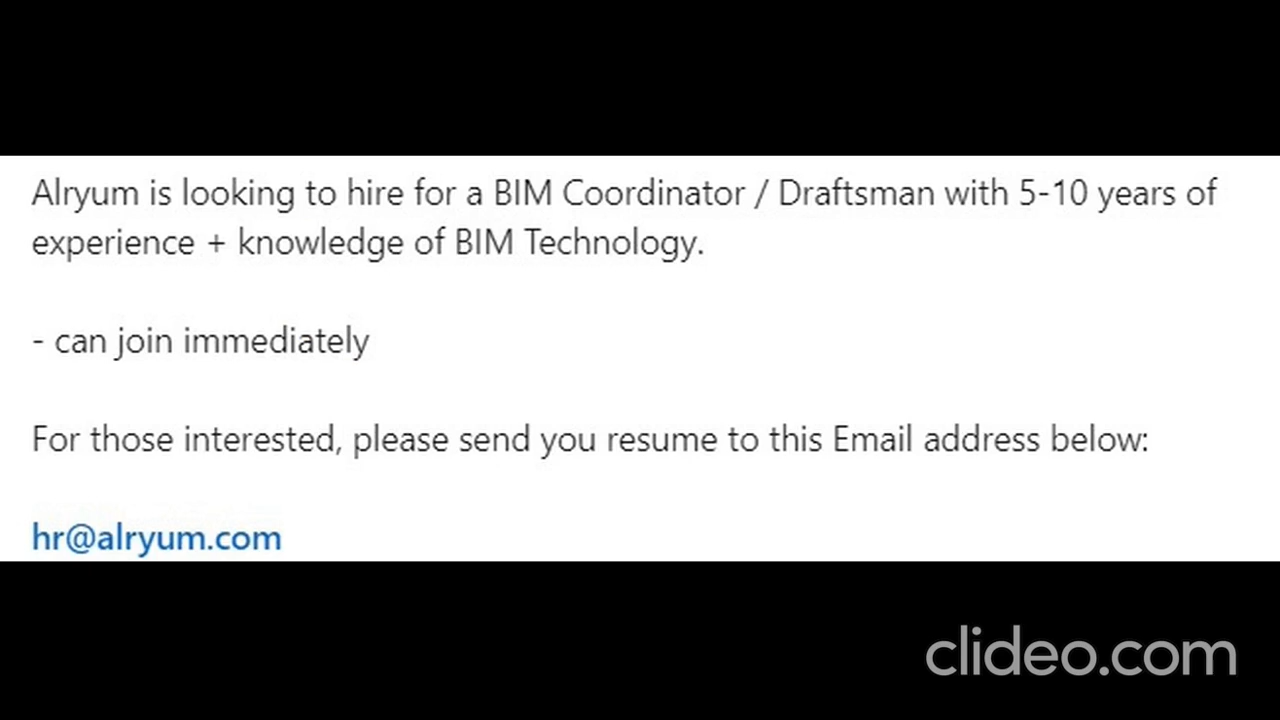 Alryum is looking to hire for a BIM Coordinator / Draftsman with 5-10 years of
experience + knowledge of BIM Technology.
- can join immediately
For those interested, please send you resume to this Email address below:
hr@alryum.com
clideo.com